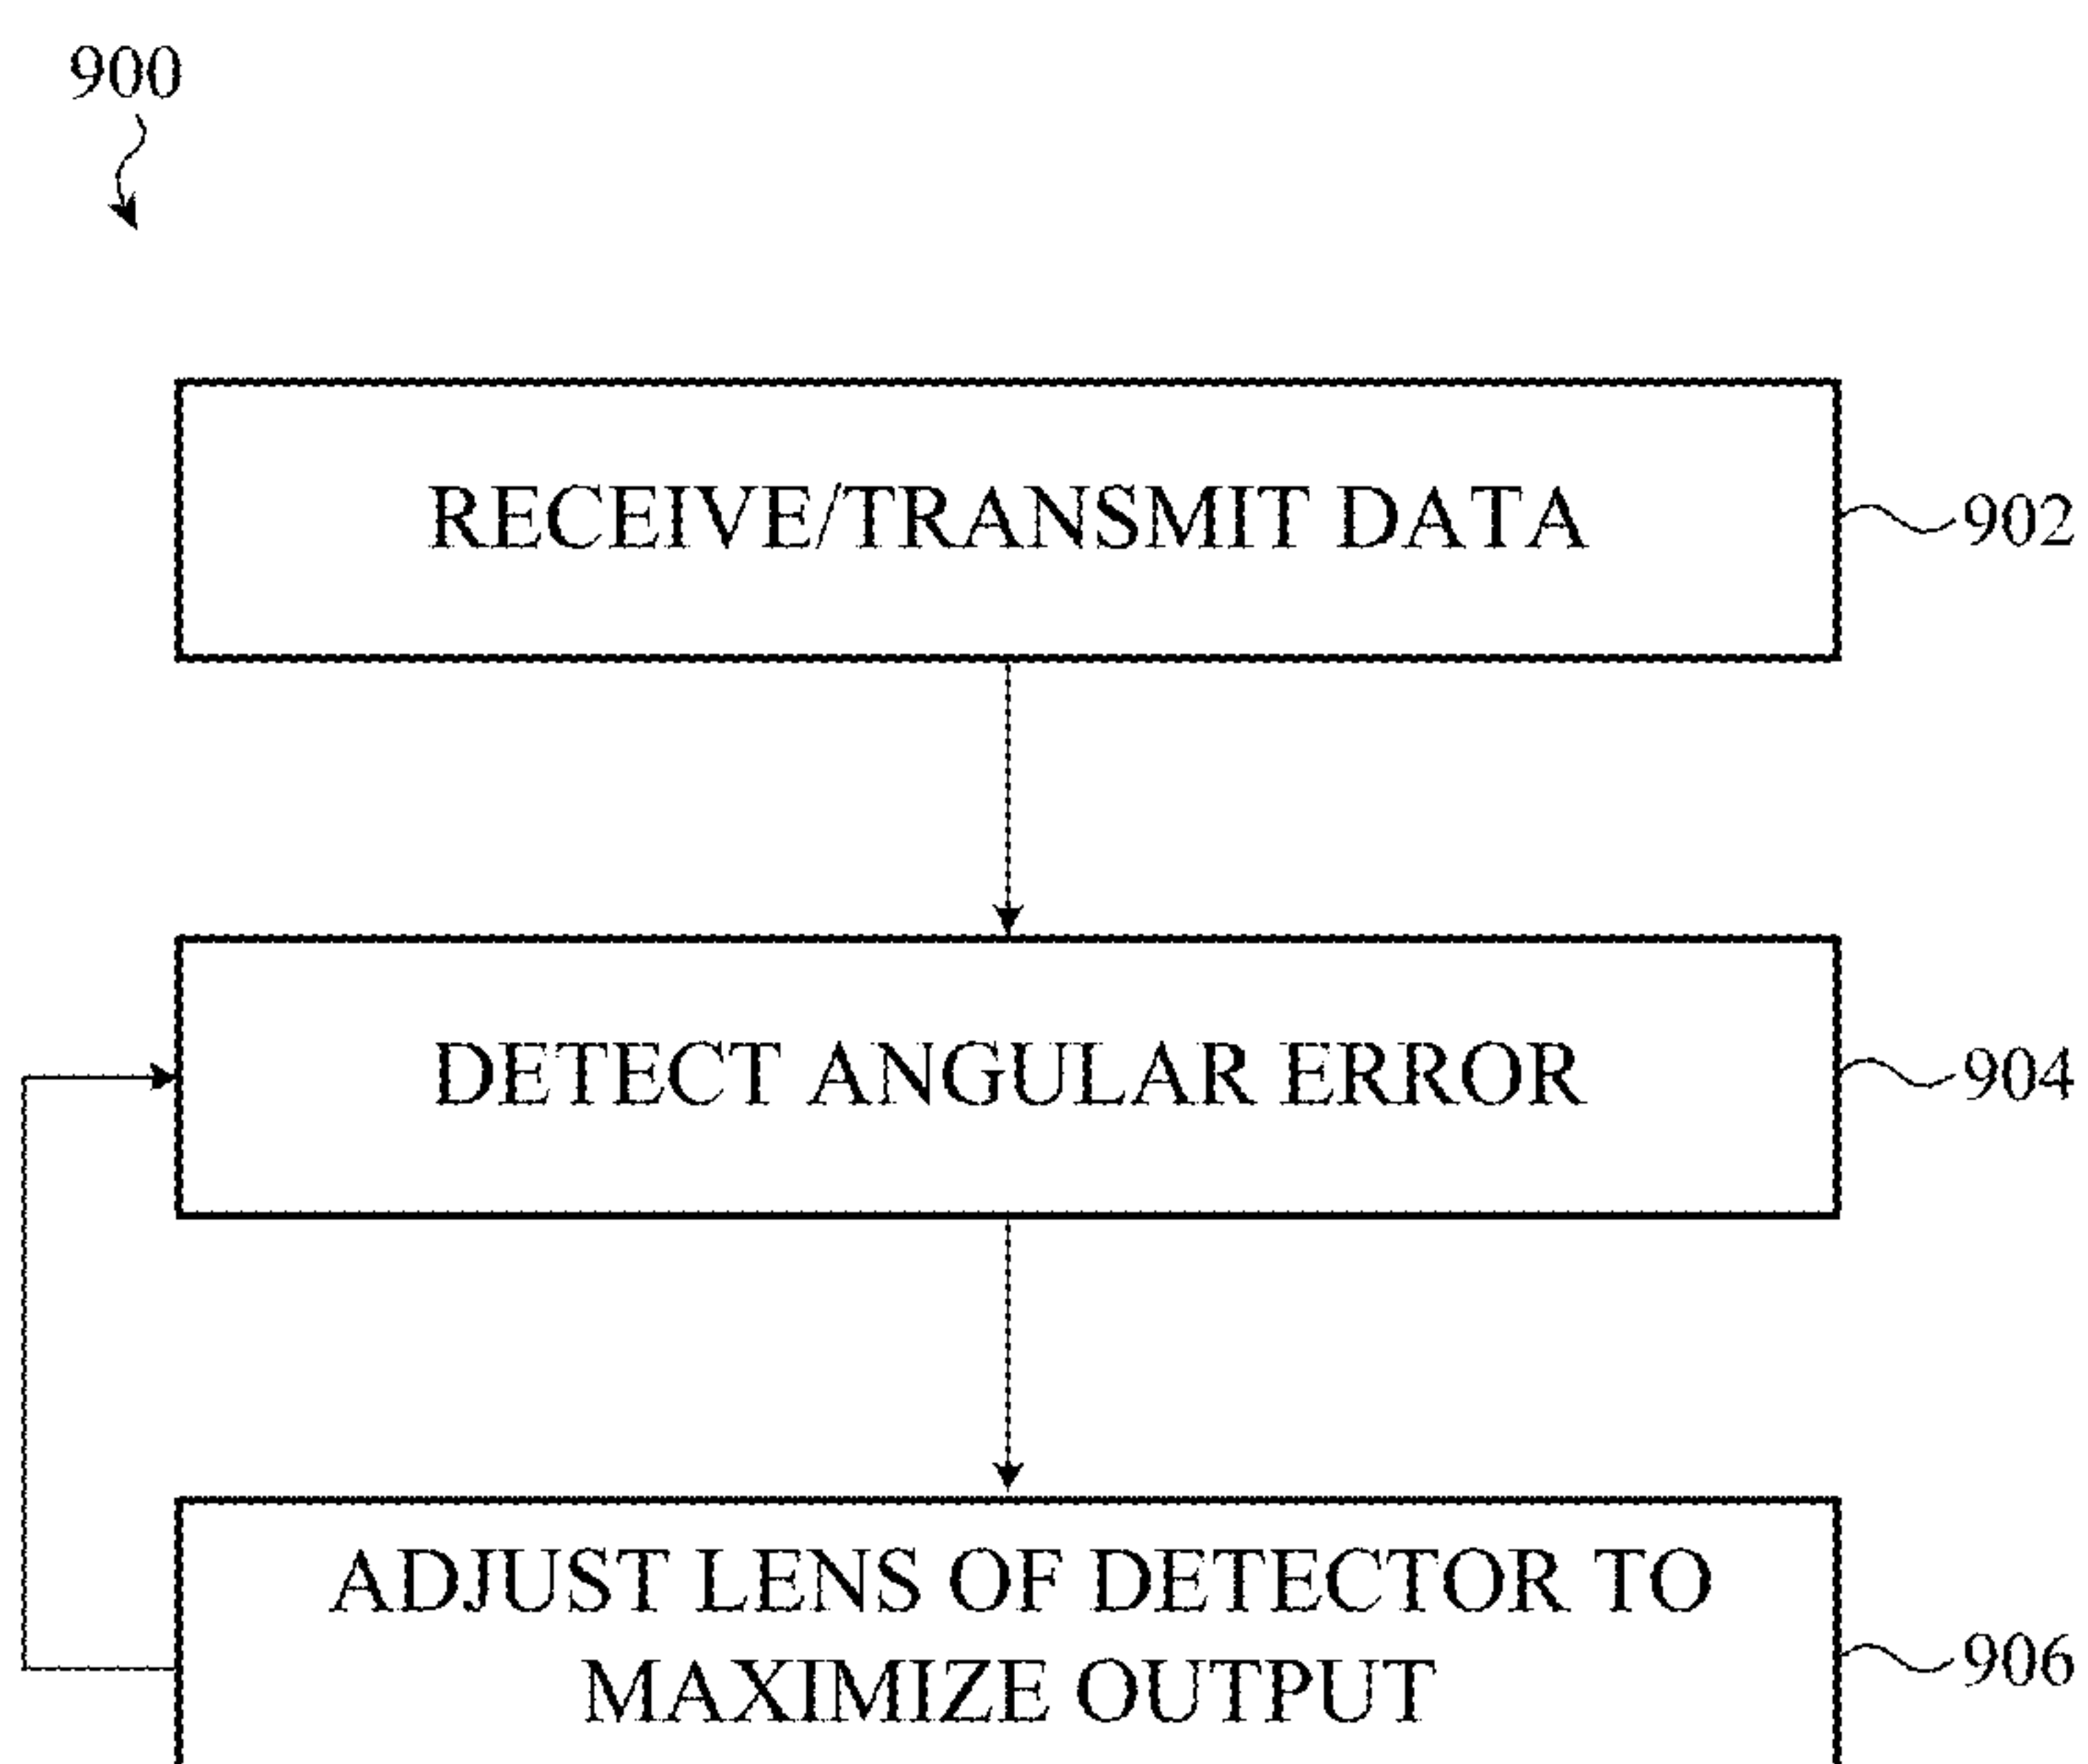 900
RECEIVE/TRANSMIT DATA
902
DETECT ANGULAR ERROR
904
ADJUST LENS OF DETECTOR TO
MAXIMIZE OUTPUT
906